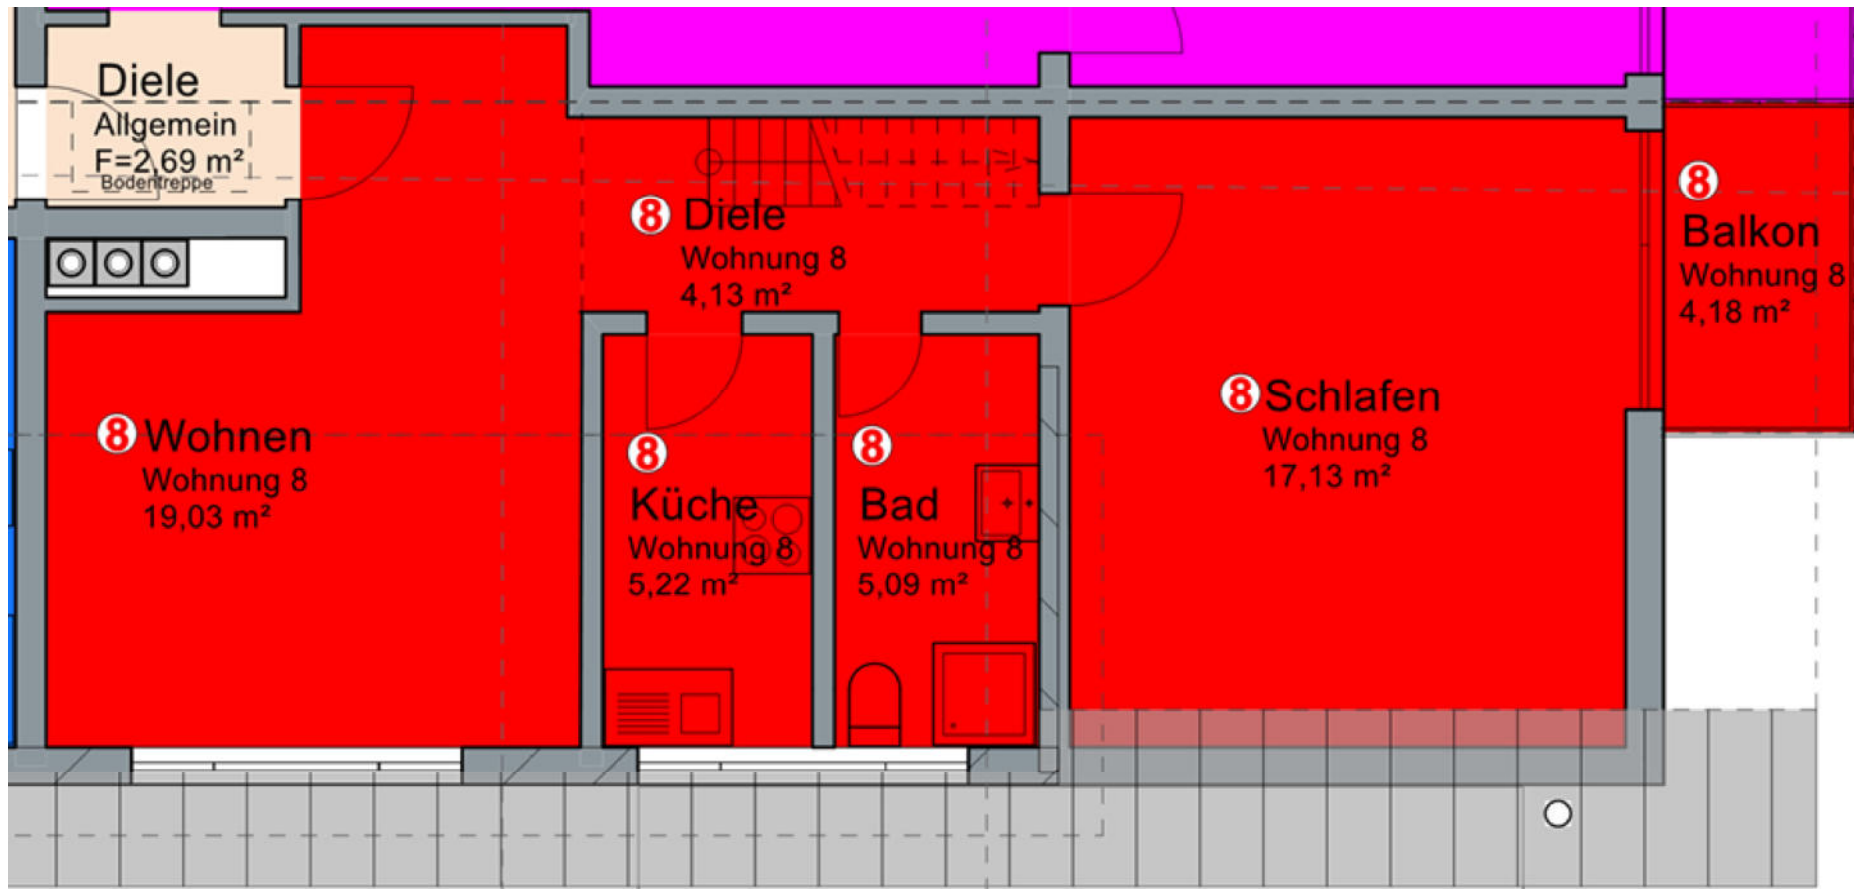 Diele
Allgemein
F=2,69 m²
Bodentreppe
8 Diele
Wohnung 8
4,13 m²
8
Balkon
Wohnung 8
4,18 m²
8 Wohnen
Wohnung 8
19,03 m²
8
Küche
Wohnung 8
5,22 m²
8
Bad
Wohnung 8
5,09 m²
8 Schlafen
Wohnung 8
17,13 m²